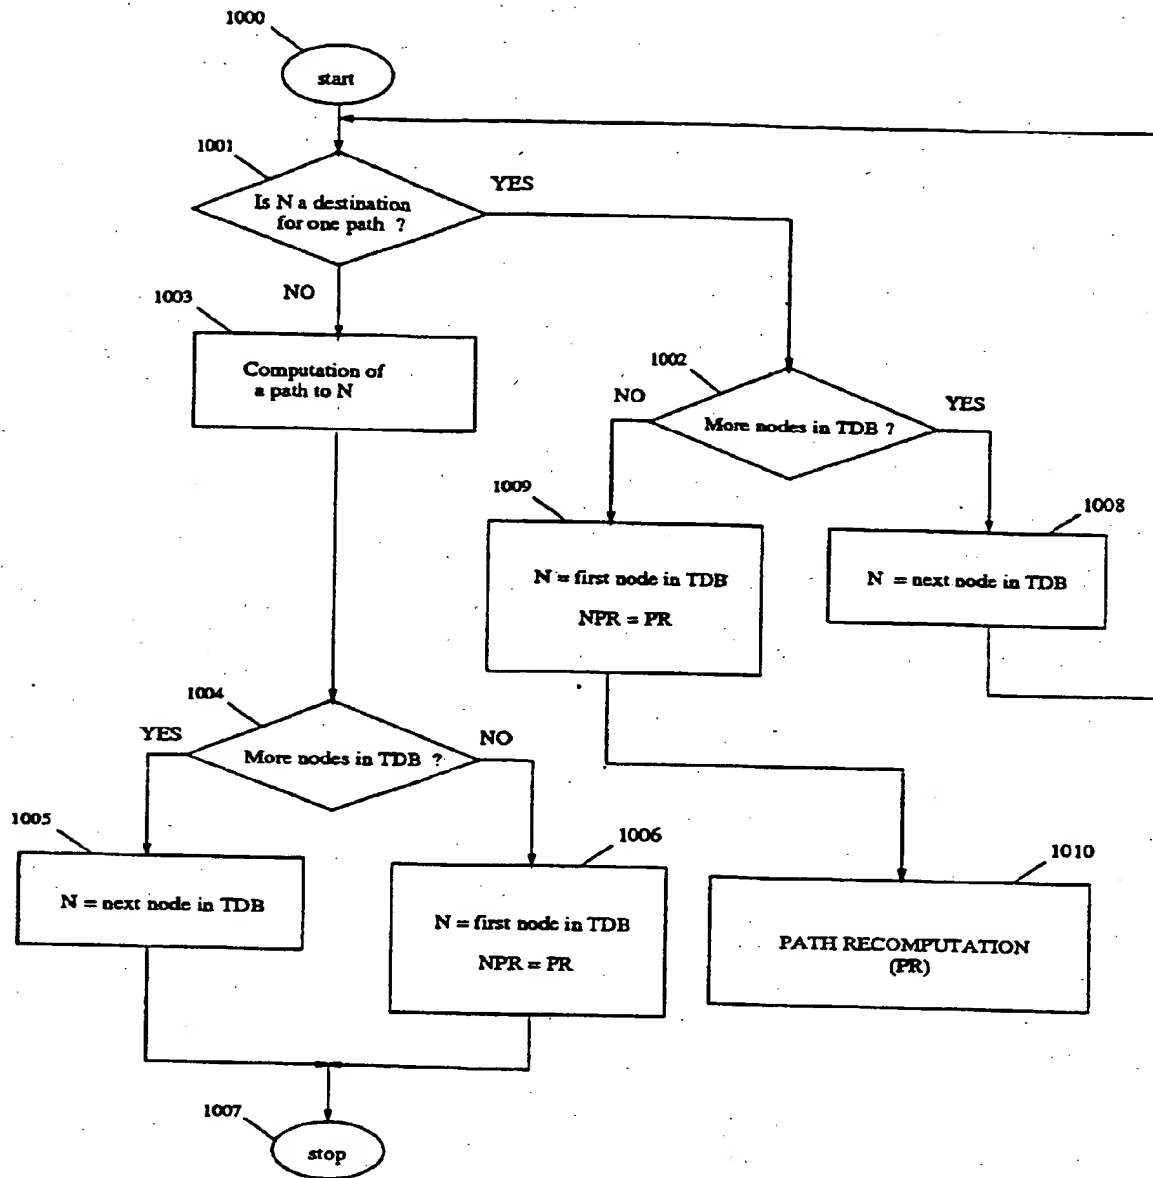 1000
start
1001
YES
Is N a destination
for one path ?
NO
1003
Computation of
a path to N
1002
NO
YES
More nodes in TDB ?
1009
1008
N = first node in TDB
NPR = PR
N = next node in TDB
1004
YES
NO
More nodes in TDB ?
1005
1006
1010
N = next node in TDB
N = first node in TDB
NPR = PR
PATH RECOMPUTATION
(PR)
1007
stop